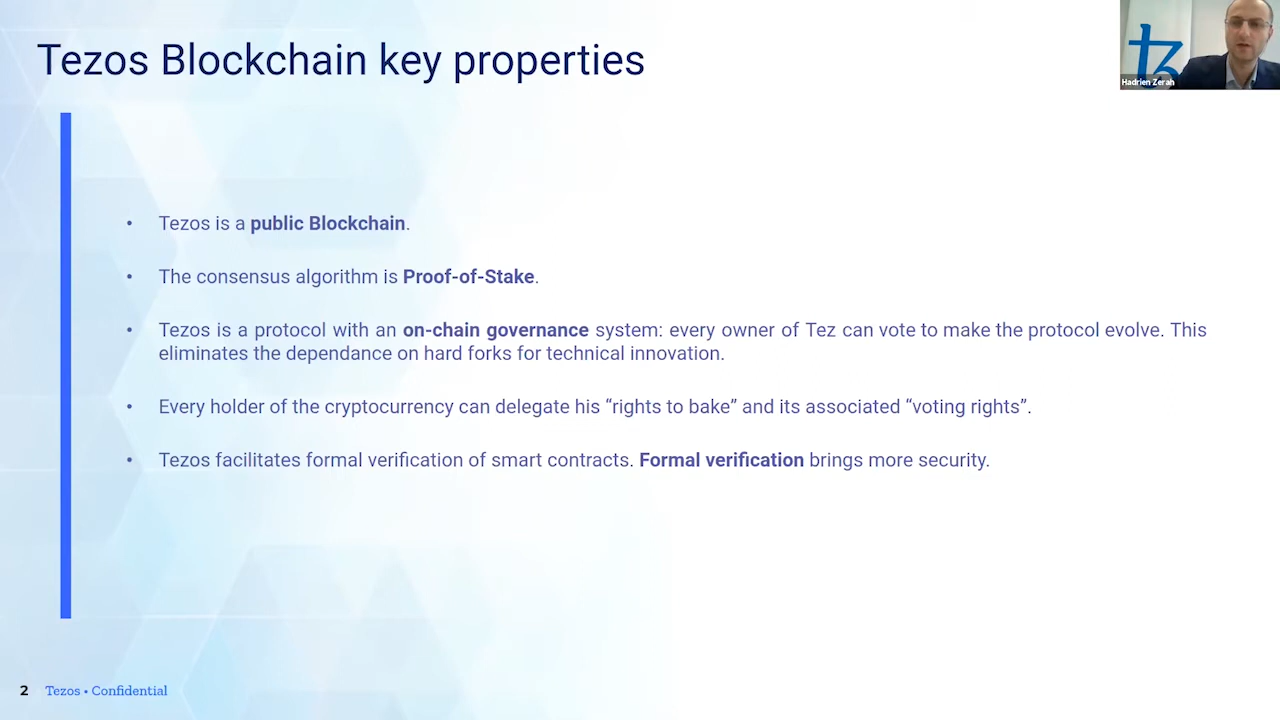 Tezos Blockchain key properties
Hadrien Zerah
• Tezos is a public Blockchain.
• The consensus algorithm is Proof-of-Stake.
• Tezos is a protocol with an on-chain governance system: every owner of Tez can vote to make the protocol evolve. This
eliminates the dependance on hard forks for technical innovation.
• Every holder of the cryptocurrency can delegate his “rights to bake” and its associated “voting rights”.
• Tezos facilitates formal verification of smart contracts. Formal verification brings more security.
2 Tezos • Confidential